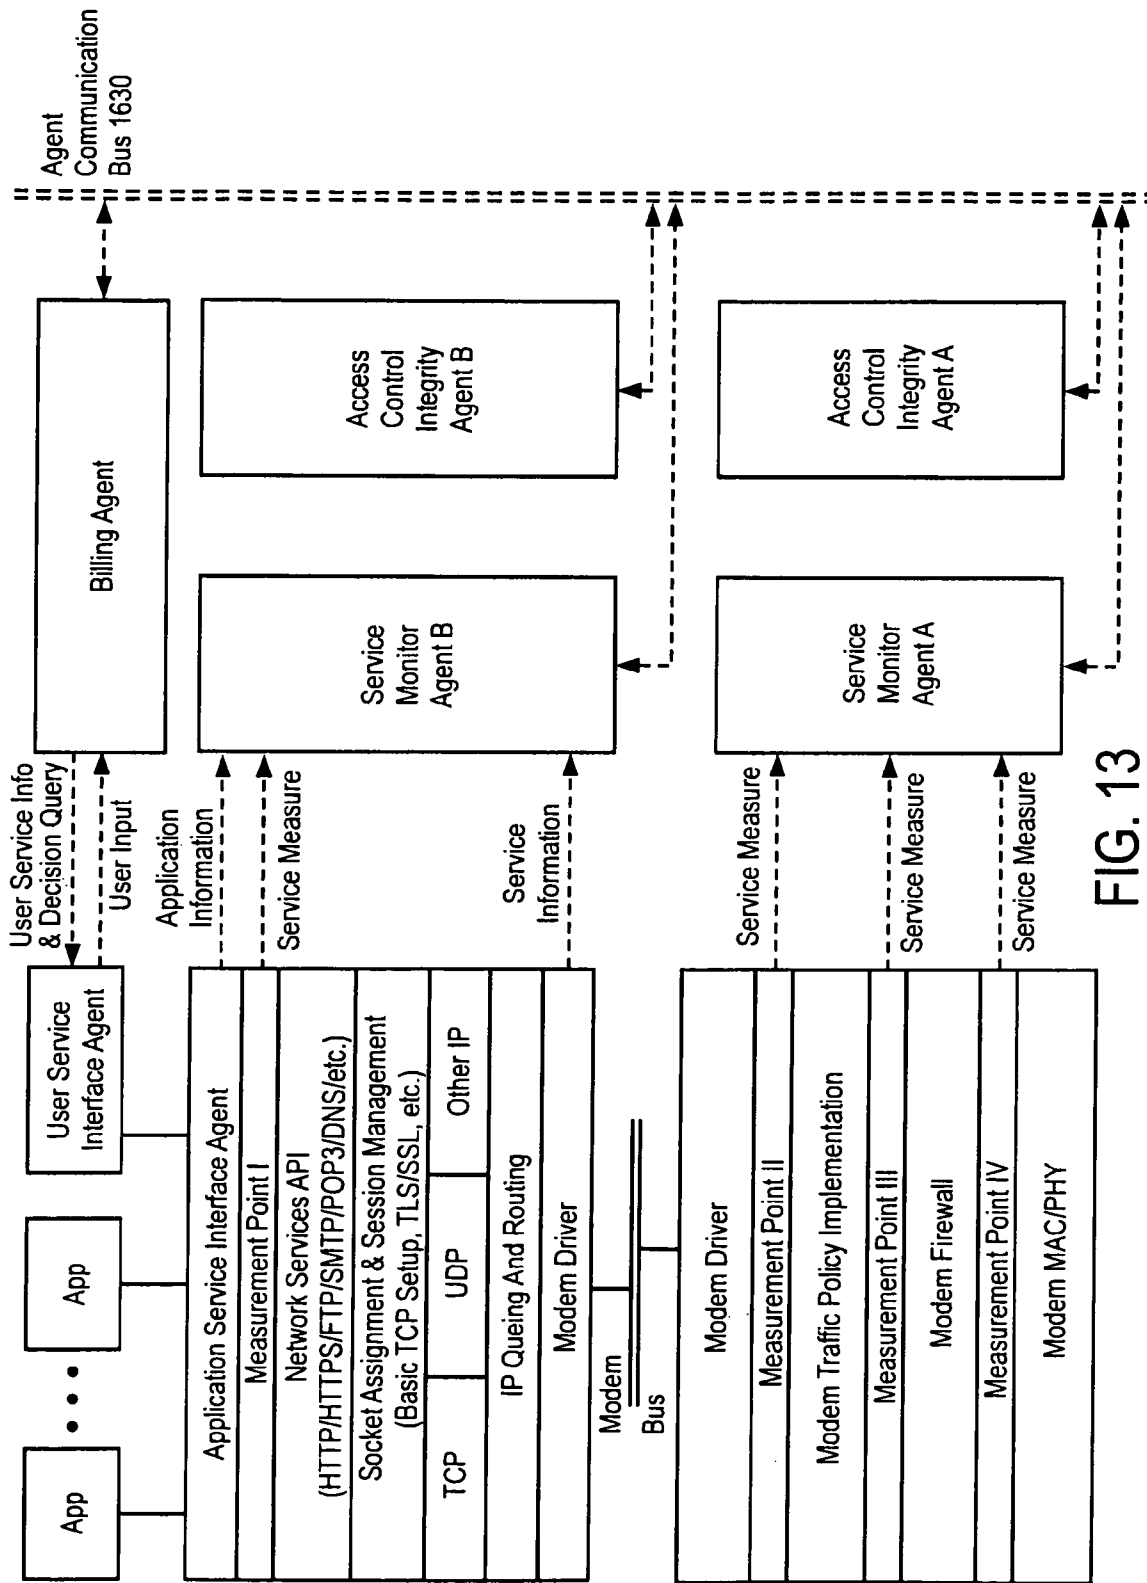 App
App
User Service
Interface Agent
User Service Info
& Decision Query
User Input
Billing Agent
Agent
Communication
Bus 1630
Application Service Interface Agent
Measurement Point I
Network Services API
(HTTP/HTTPS/FTP/SMTP/POP3/DNS/etc.)
Socket Assignment & Session Management
(Basic TCP Setup, TLS/SSL, etc.)
TCP
UDP
Other IP
IP Queing And Routing
Modem Driver
Application
Information
Service Measure
Service
Information
Service
Monitor
Agent B
Access
Control
Integrity
Agent B
Modem
Bus
Modem Driver
Measurement Point II
Modem Traffic Policy Implementation
Measurement Point III
Modem Firewall
Measurement Point IV
Modem MAC/PHY
Service Measure
Service Measure
Service Measure
Service
Monitor
Agent A
Access
Control
Integrity
Agent A
FIG. 13